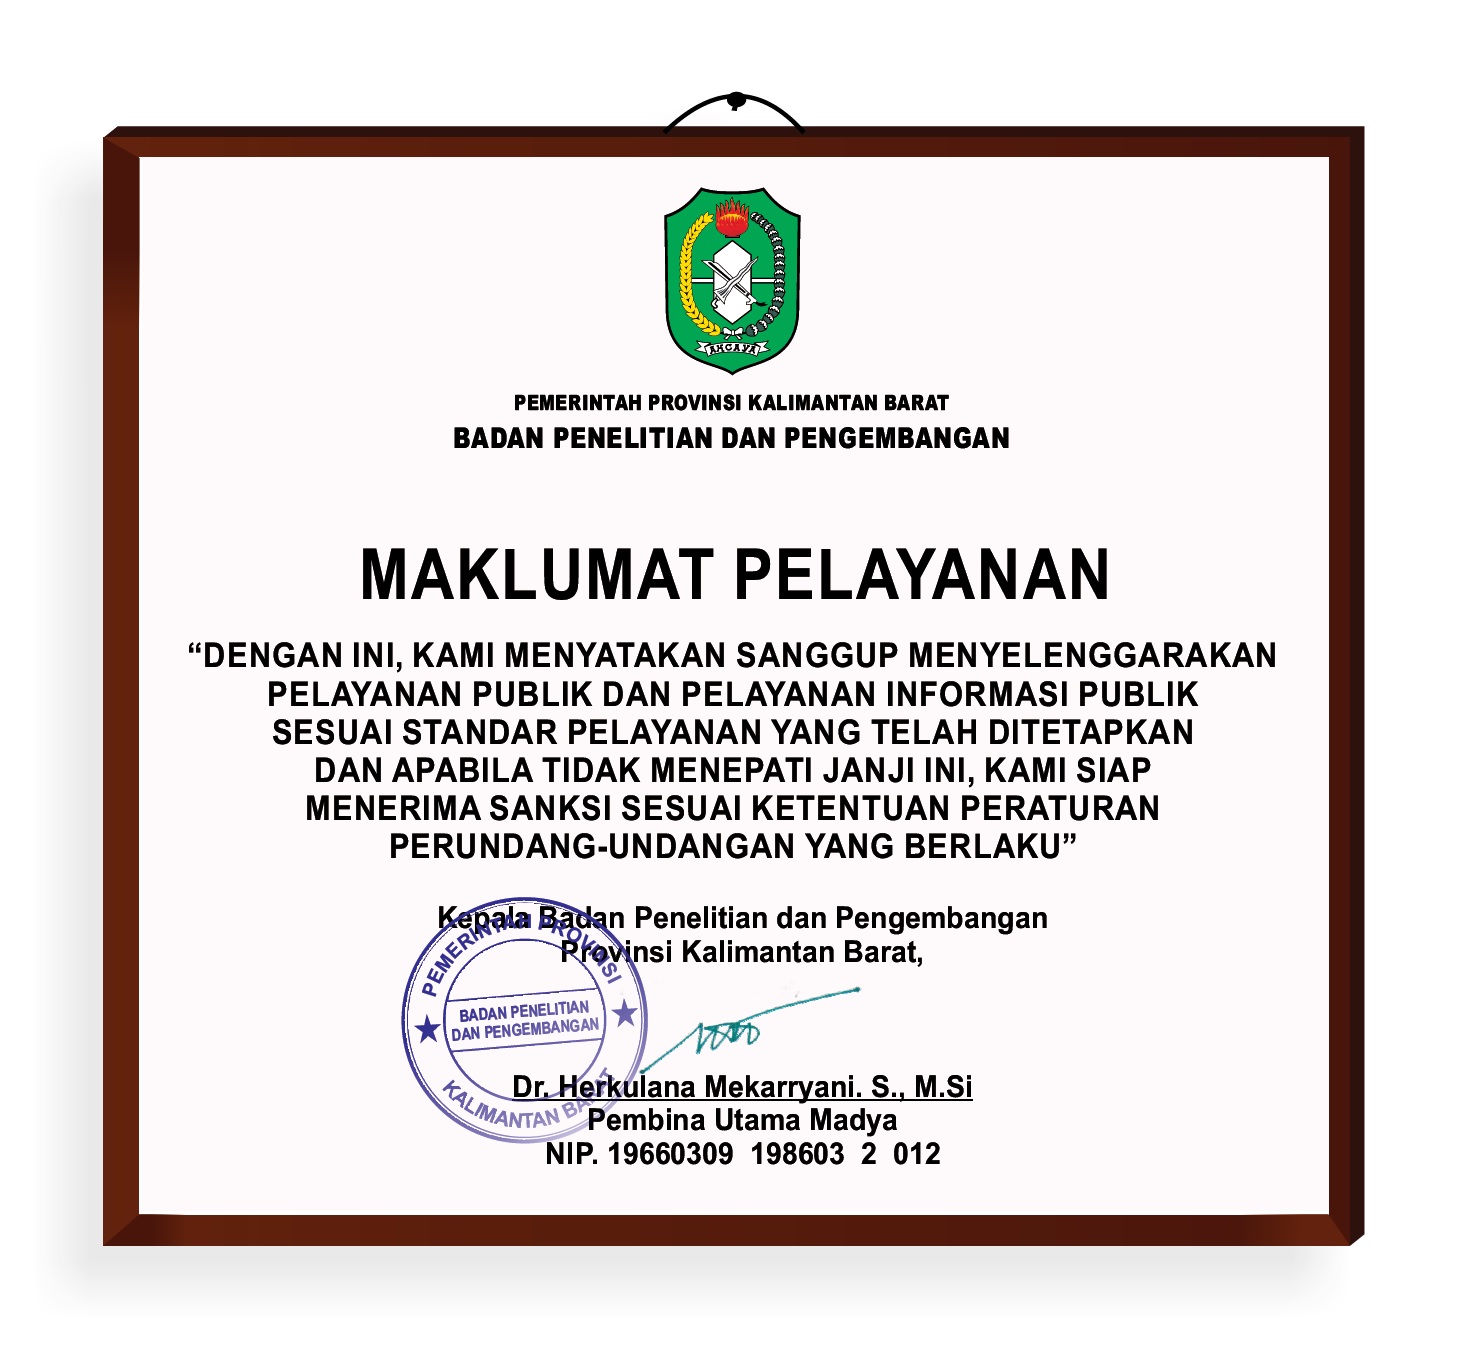 AKCAYA
PEMERINTAH PROVINSI KALIMANTAN BARAT
BADAN PENELITIAN DAN PENGEMBANGAN
MAKLUMAT PELAYANAN
“DENGAN INI, KAMI MENYATAKAN SANGGUP MENYELENGGARAKAN
PELAYANAN PUBLIK DAN PELAYANAN INFORMASI PUBLIK
SESUAI STANDAR PELAYANAN YANG TELAH DITETAPKAN
DAN APABILA TIDAK MENEPATI JANJI INI, KAMI SIAP
MENERIMA SANKSI SESUAI KETENTUAN PERATURAN
PERUNDANG-UNDANGAN YANG BERLAKU”
Kepala Badan Penelitian dan Pengembangan
Provinsi Kalimantan Barat,
PEMERINTAH PROVINSI
BADAN PENELITIAN
DAN PENGEMBANGAN
KALIMANTAN BARAT
Dr. Herkulana Mekarryani. S., M.Si
Pembina Utama Madya
NIP. 19660309 198603 2 012